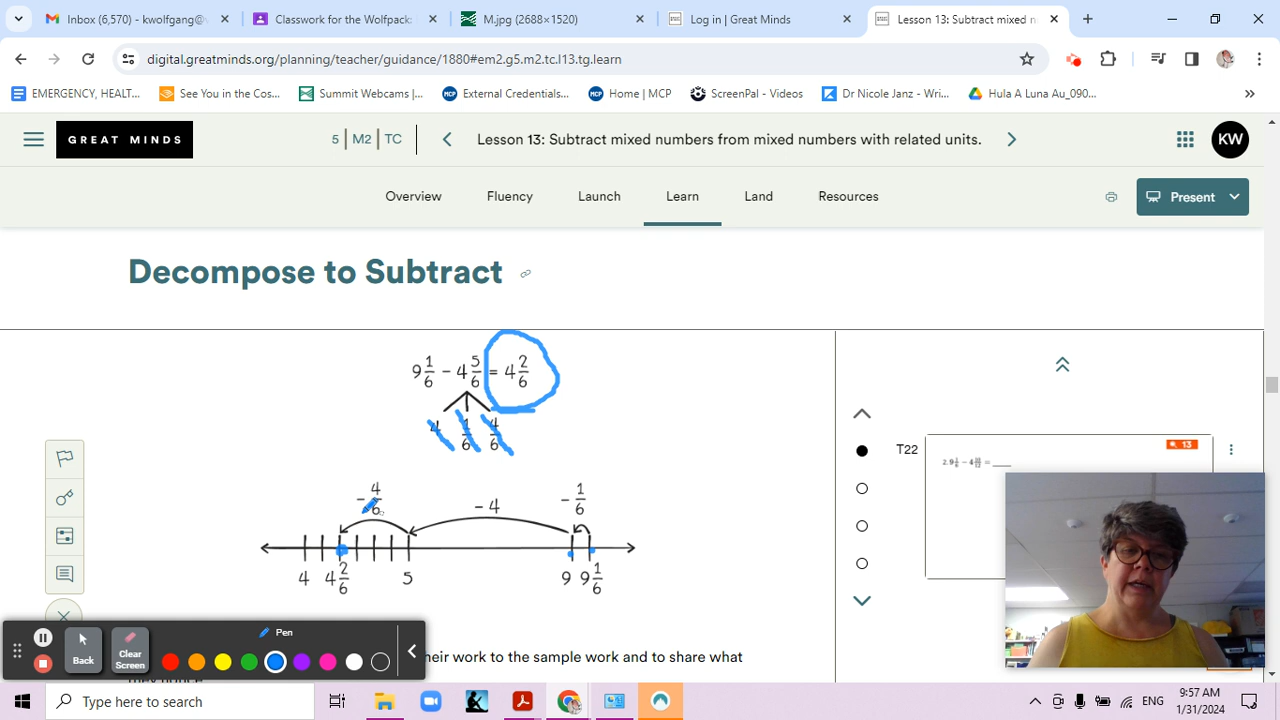 Inbox (6,570) - kwolfgang@
Classwork for the Wolfpack:
M.jpg (2688×1520)
Log in | Great Minds
Lesson 13: Subtract mixed n
digital.greatminds.org/planning/teacher/guidance/1880#em2.g5.m2.tc.l13.tg.learn
EMERGENCY, HEALT...
See You in the Cos...
Summit Webcams |...
External Credentials...
Home | MCP
ScreenPal - Videos
Dr Nicole Janz - Wri...
Hula A Luna Au_090...
GREAT MINDS
5 | M2 | TC
Lesson 13: Subtract mixed numbers from mixed numbers with related units.
KW
Overview
Fluency
Launch
Learn
Land
Resources
Present
Decompose to Subtract
9 1/6 - 4 5/6 = 4 2/6
4 1/6 4/6
- 4/6
- 4
- 1/6
4
4 2/6
5
9
9 1/6
T22
13
Pen
Back
Clear Screen
heir work to the sample work and to share what
Type here to search
ENG
9:57 AM
1/31/2024